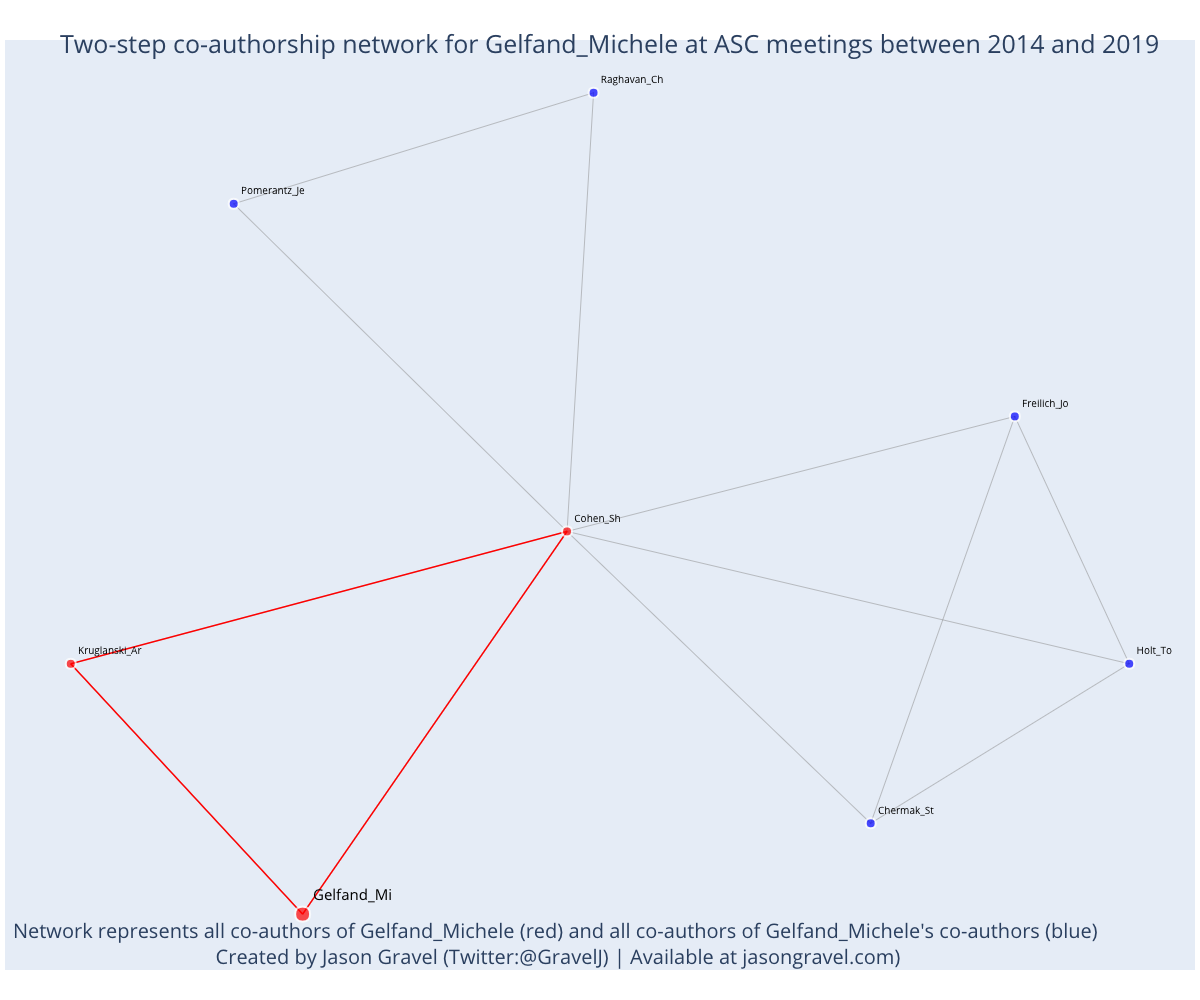 Two-step co-authorship network for Gelfand_Michele at ASC meetings between 2014 and 2019
Raghavan_Ch
Pomerantz_Je
Freilich_Jo
Cohen_Sh
Kruglanski_Ar
Holt_To
Chermak_St
Gelfand_Mi
Network represents all co-authors of Gelfand_Michele (red) and all co-authors of Gelfand_Michele's co-authors (blue)
Created by Jason Gravel (Twitter:@GravelJ) | Available at jasongravel.com)